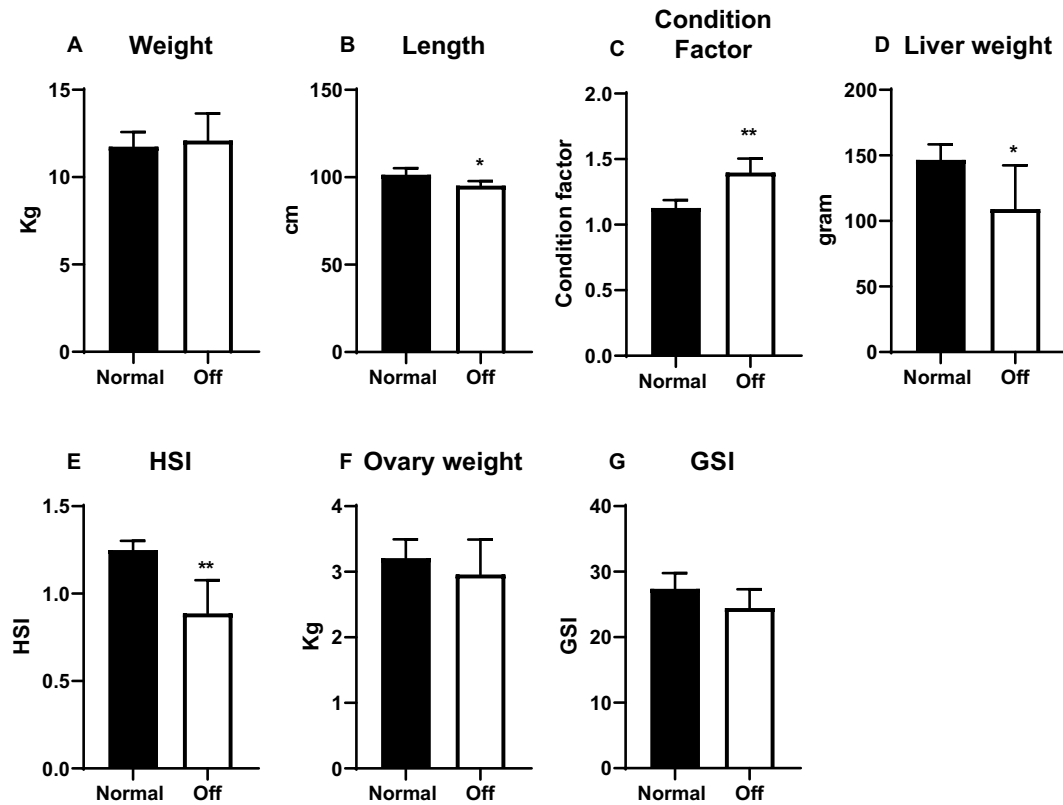 A Weight
15
10
5
0
Kg
Normal Off
B Length
150
100
50
0
cm
*
Normal Off
C Condition
Factor
2.0
1.5
1.0
0.5
0.0
Condition factor
**
Normal Off
D Liver weight
200
150
100
50
0
gram
*
Normal Off
E HSI
1.5
1.0
0.5
0.0
HSI
**
Normal Off
F Ovary weight
4
3
2
1
0
Kg
Normal Off
G GSI
40
30
20
10
0
GSI
Normal Off